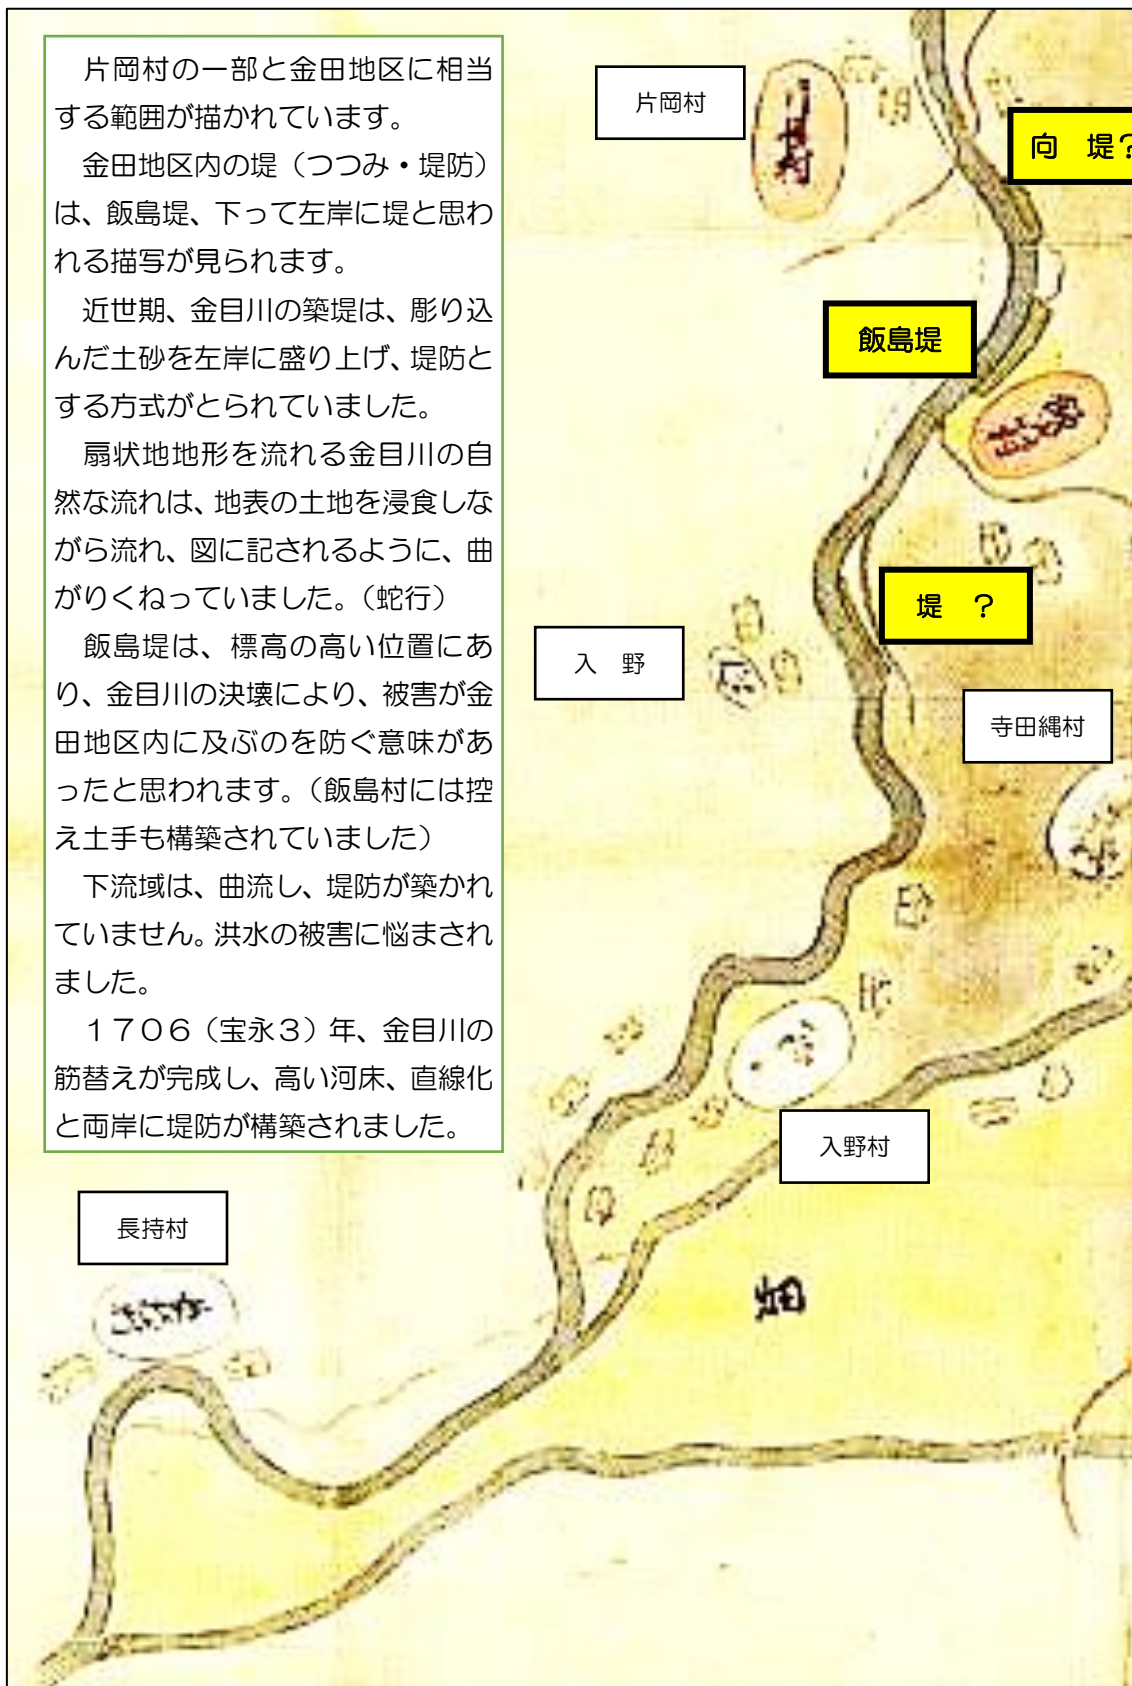 片岡村の一部と金田地区に相当
する範囲が描かれています。
金田地区内の堤（つつみ・堤防）
は、飯島堤、下って左岸に堤と思わ
れる描写が見られます。
近世期、金目川の築堤は、彫り込
んだ土砂を左岸に盛り上げ、堤防と
する方式がとられていました。
扇状地地形を流れる金目川の自
然な流れは、地表の土地を浸食しな
がら流れ、図に記されるように、曲
がりくねっていました。（蛇行）
飯島堤は、標高の高い位置にあ
り、金目川の決壊により、被害が金
田地区内に及ぶのを防ぐ意味があ
ったと思われます。（飯島村には控
え土手も構築されていました）
下流域は、曲流し、堤防が築かれ
ていません。洪水の被害に悩まされ
ました。
１７０６（宝永３）年、金目川の
筋替えが完成し、高い河床、直線化
と両岸に堤防が構築されました。
片岡村
向　堤？
飯島堤
堤　？
入　野
寺田縄村
入野村
長持村